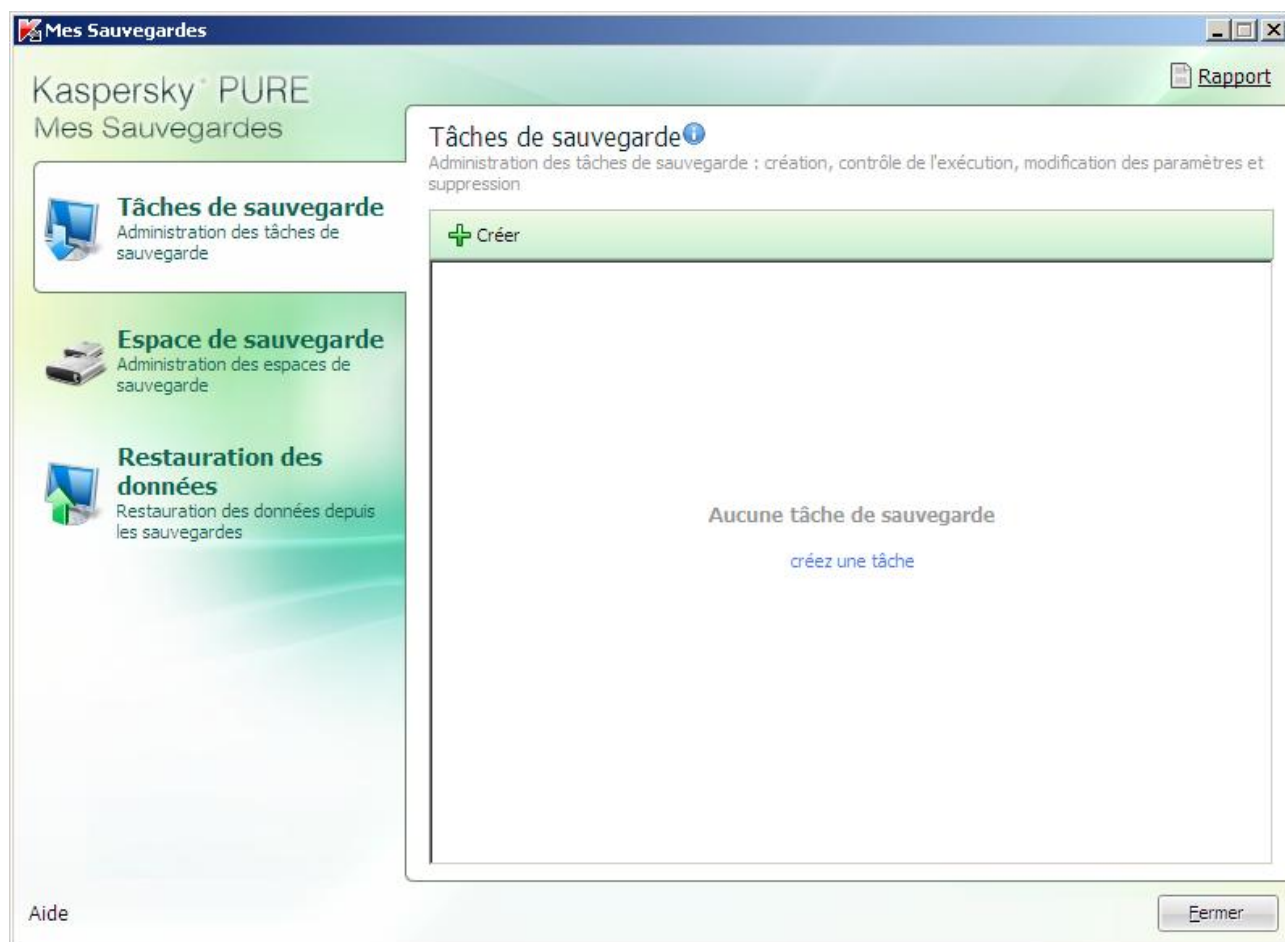 Mes Sauvegardes
Kaspersky PURE
Mes Sauvegardes
Rapport
Tâches de sauvegarde
Administration des tâches de
sauvegarde
Espace de sauvegarde
Administration des espaces de
sauvegarde
Restauration des
données
Restauration des données depuis
les sauvegardes
Tâches de sauvegarde
Administration des tâches de sauvegarde : création, contrôle de l'exécution, modification des paramètres et
suppression
Créer
Aucune tâche de sauvegarde
créez une tâche
Aide
Fermer